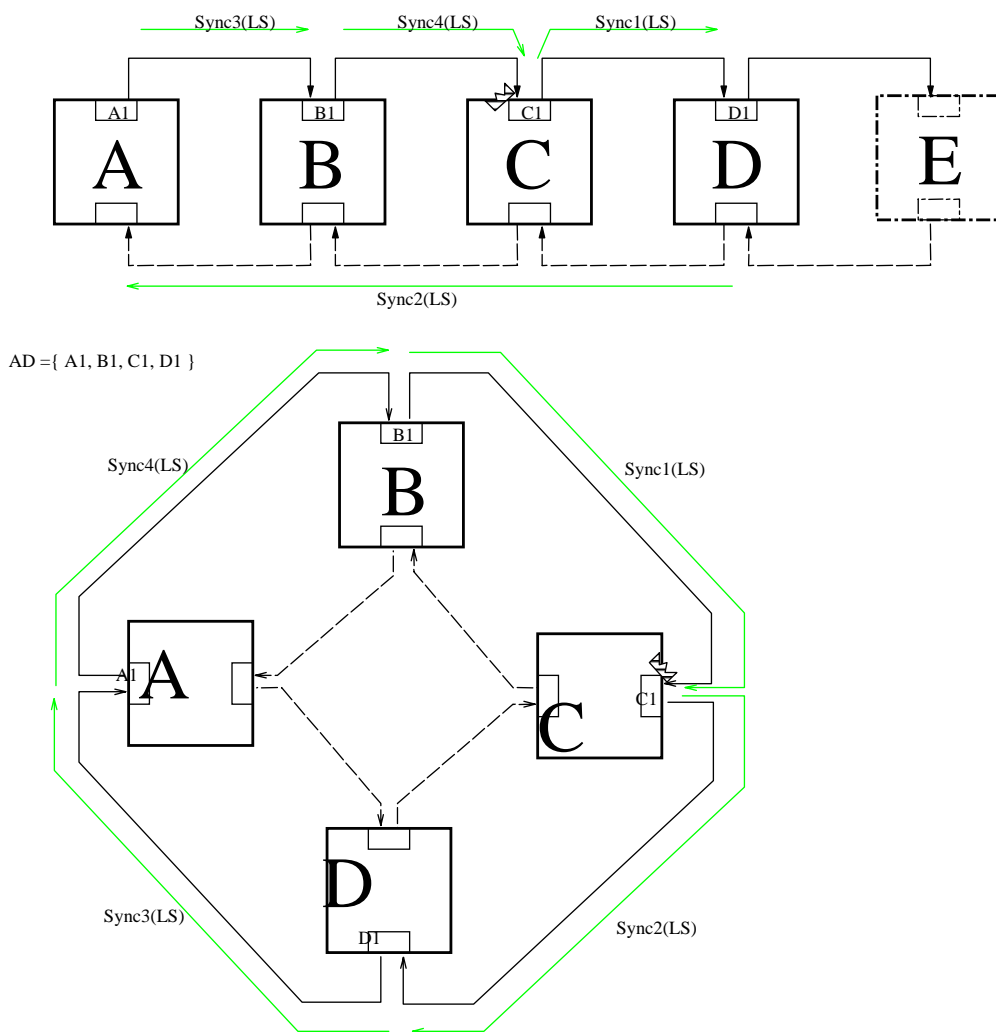 Sync3(LS) Sync4(LS) Sync1(LS)
A1 B1 C1 D1
A B C D E
Sync2(LS)
AD ={ A1, B1, C1, D1 }
B1
Sync4(LS) Sync1(LS)
B
A1 A
C1
C
D
Sync3(LS) Sync2(LS)
D1